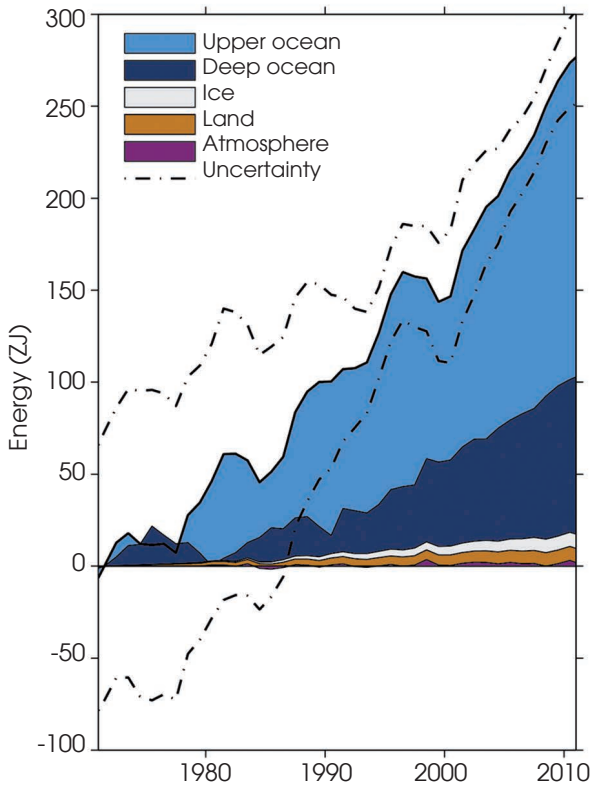 300
250
200
150
100
50
0
-50
-100
Energy (ZJ)
Upper ocean
Deep ocean
Ice
Land
Atmosphere
Uncertainty
1980
1990
2000
2010